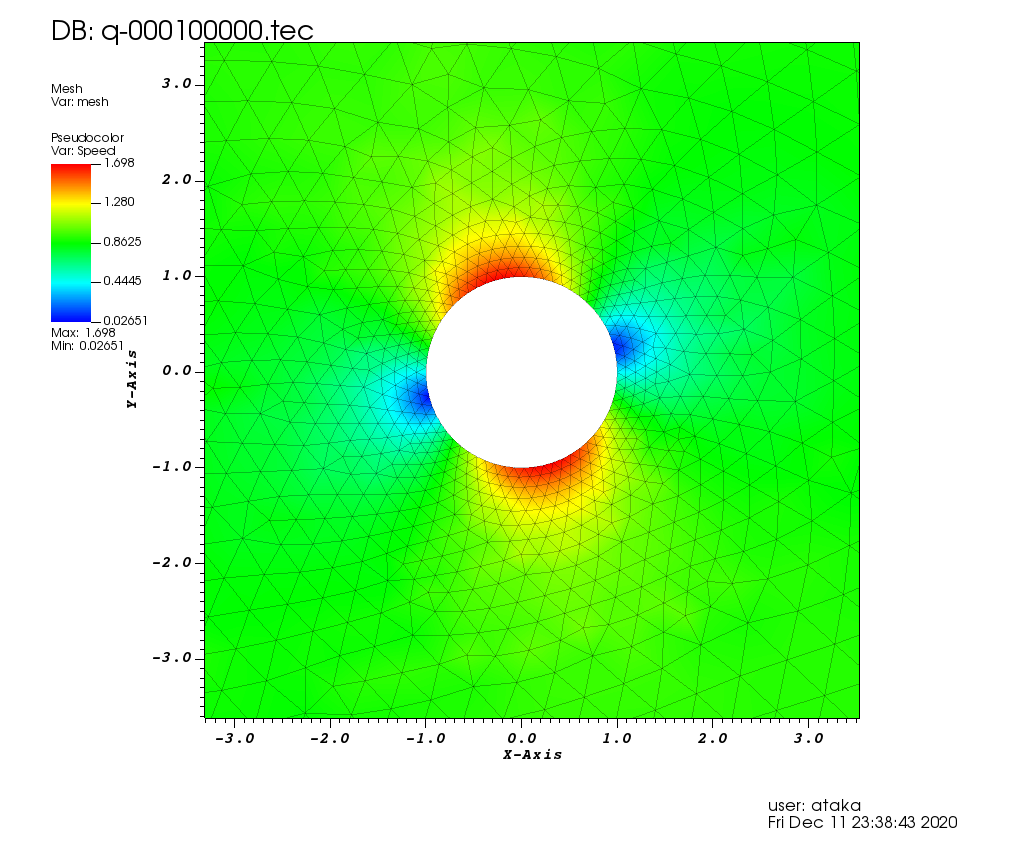 DB: q-000100000.tec
Mesh
Var: mesh
Pseudocolor
Var: Speed
1.698
1.280
0.8625
0.4445
0.02651
Max: 1.698
Min: 0.02651
3.0
2.0
1.0
0.0
-1.0
-2.0
-3.0
Y-Axis
-3.0 -2.0 -1.0 0.0 1.0 2.0 3.0
X-Axis
user: ataka
Fri Dec 11 23:38:43 2020